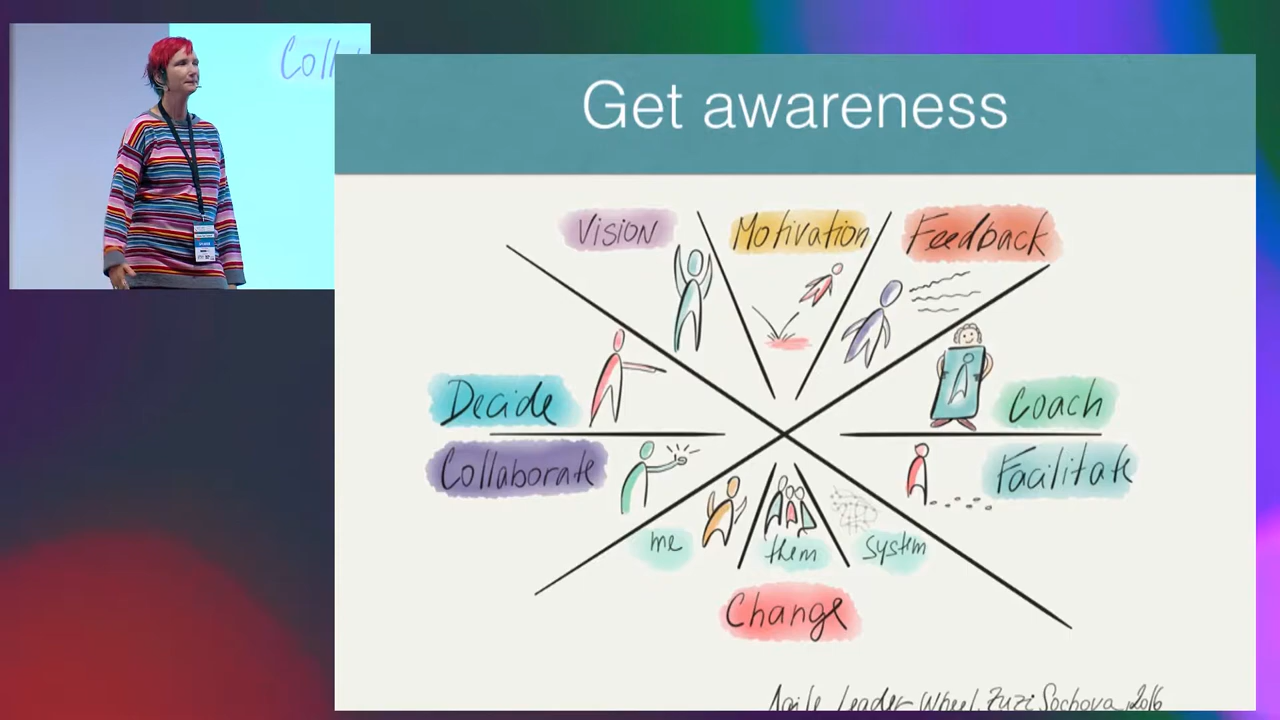 Coll
Get awareness
Vision
Motivation
Feedback
Decide
Coach
Collaborate
Facilitate
me
them
system
Change
Agile Leader Wheel, Zuzi Sochova, 2016